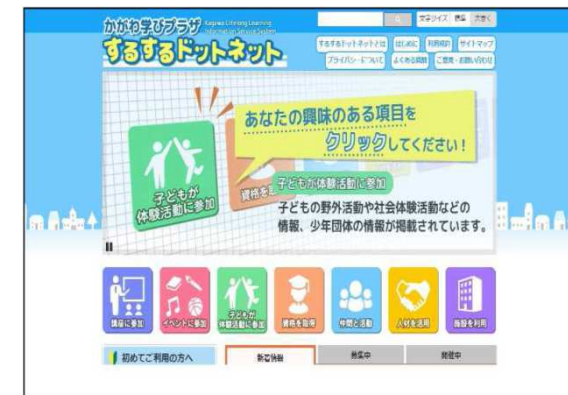 かがわ学びプラザ Kagawa Lifelong Learning
Information Service System
するするドットネット
文字サイズ 標準 大きく
するするドットネットとは はじめに 利用規約 サイトマップ
プライバシーについて よくある質問 ご意見・お問い合わせ
あなたの興味のある項目を
クリックしてください！
子どもが
体験活動に参加
資格を取
子どもが体験活動に参加
子どもの野外活動や社会体験活動などの
情報、少年団体の情報が掲載されています。
講座に参加 イベントに参加 子どもが
体験活動に参加 資格を取得 仲間と活動 人材を活用 施設を利用
初めてご利用の方へ 新着情報 募集中 開催中